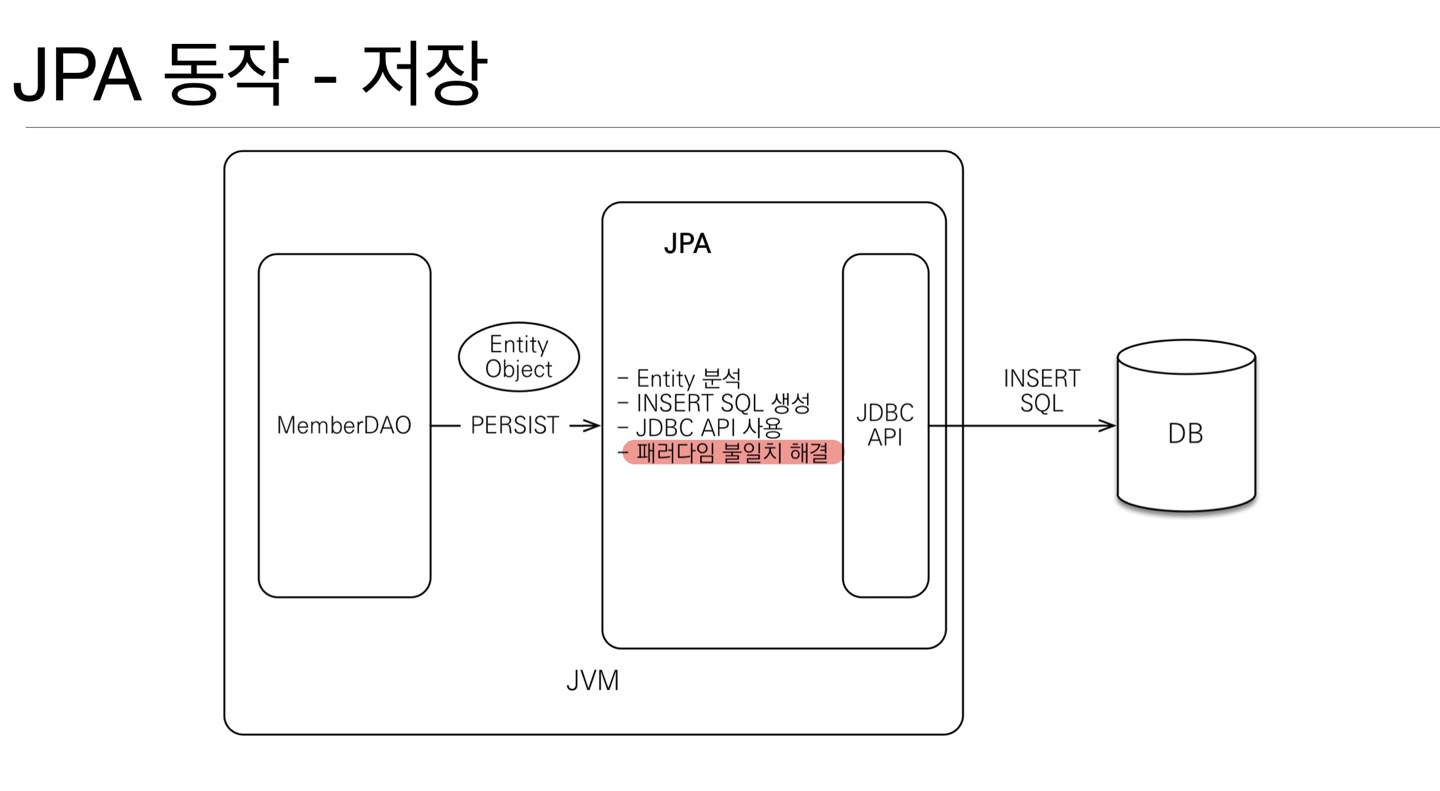 JPA 동작 - 저장
JPA
Entity
Object
MemberDAO
PERSIST
- Entity 분석
- INSERT SQL 생성
- JDBC API 사용
- 패러다임 불일치 해결
JDBC
API
INSERT
SQL
DB
JVM